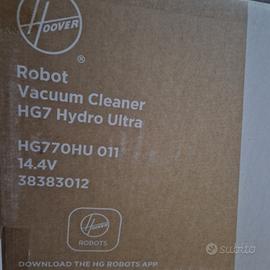 HOOVER
Robot
Vacuum Cleaner
HG7 Hydro Ultra
HG770HU 011
14.4V
38383012
Hoover
ROBOTS
DOWNLOAD THE HG ROBOTS APP
subito